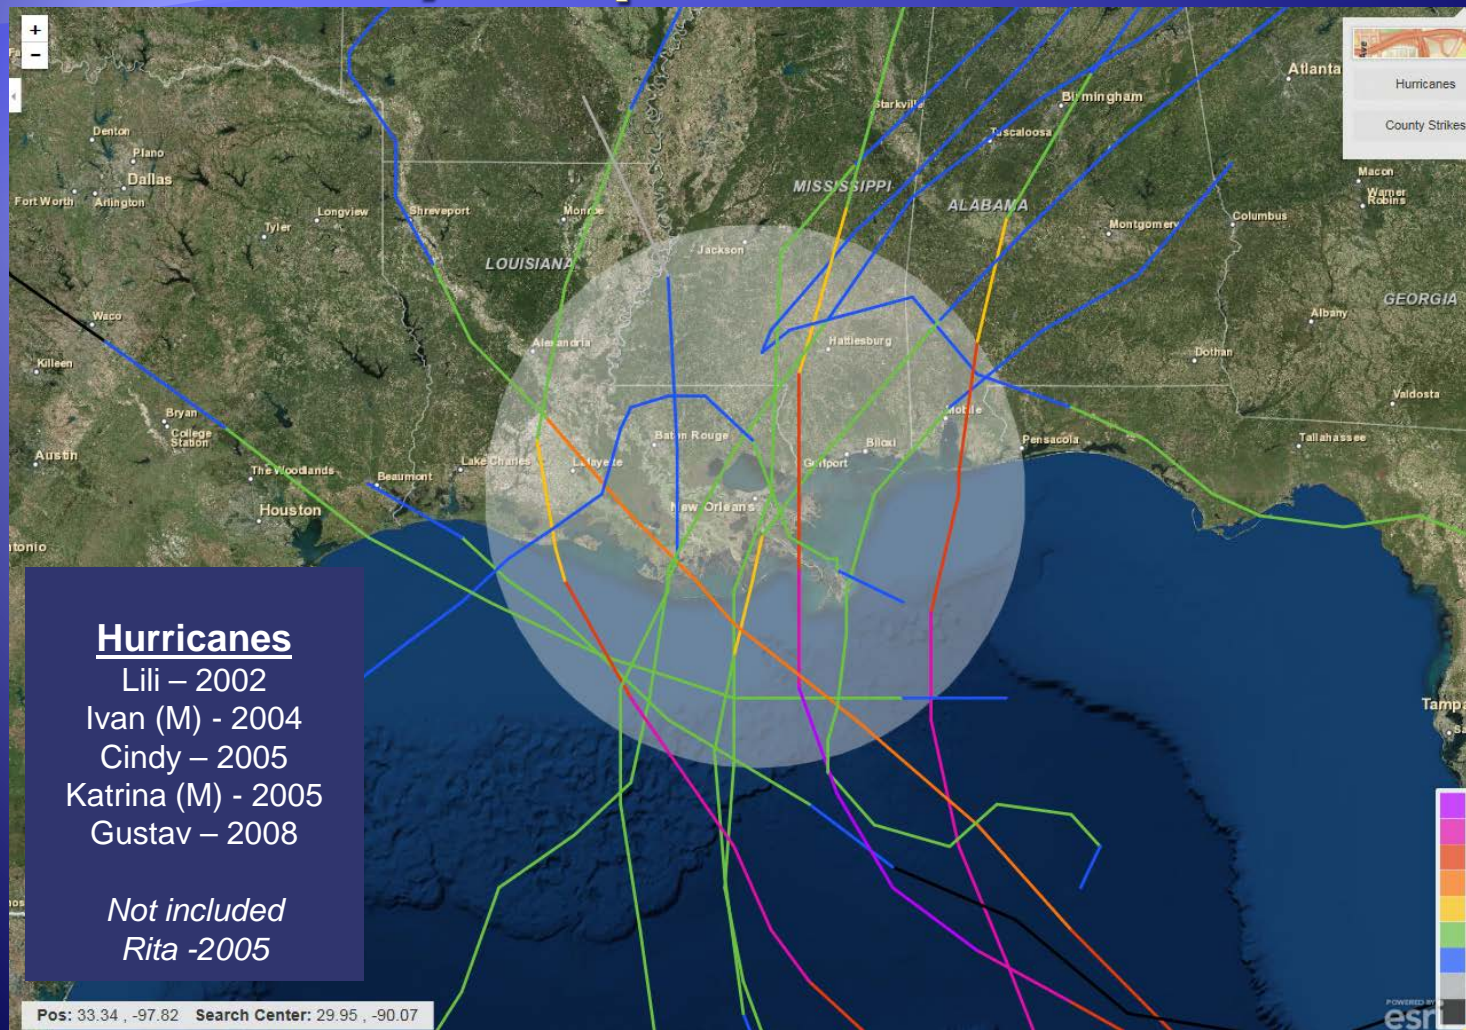 +
−
Atlanta
Hurricanes
County Strikes
Starkville
Birmingham
Tuscaloosa
Denton
Plano
Dallas
Fort Worth
Arlington
Longview
Tyler
Shreveport
Monroe
MISSISSIPPI
ALABAMA
Macon
Warner
Robins
Montgomery
Columbus
LOUISIANA
Jackson
GEORGIA
Waco
Albany
Killeen
Alexandria
Hattiesburg
Dothan
Valdosta
Bryan
College
Station
Mobile
Austin
Baton Rouge
Biloxi
Pensacola
Tallahassee
The Woodlands
Beaumont
Lake Charles
Lafayette
Gulfport
Houston
New Orleans
tonio
Hurricanes
Lili – 2002
Ivan (M) - 2004
Cindy – 2005
Katrina (M) - 2005
Gustav – 2008
Not included
Rita -2005
Tampa
Pos: 33.34 , -97.82 Search Center: 29.95 , -90.07
POWERED BY
esri